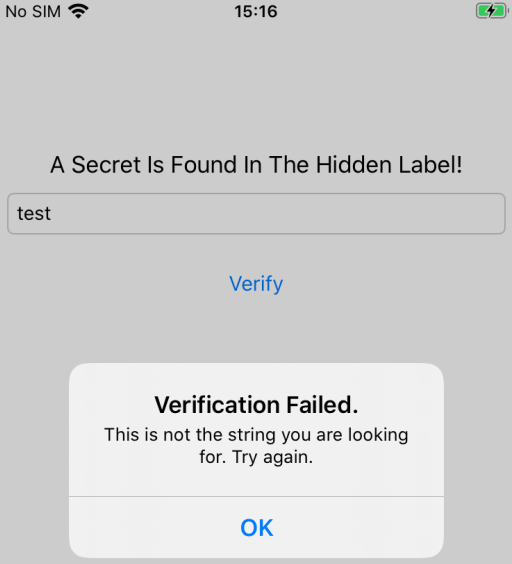 No SIM 15:16
A Secret Is Found In The Hidden Label!
test
Verify
Verification Failed.
This is not the string you are looking
for. Try again.
OK